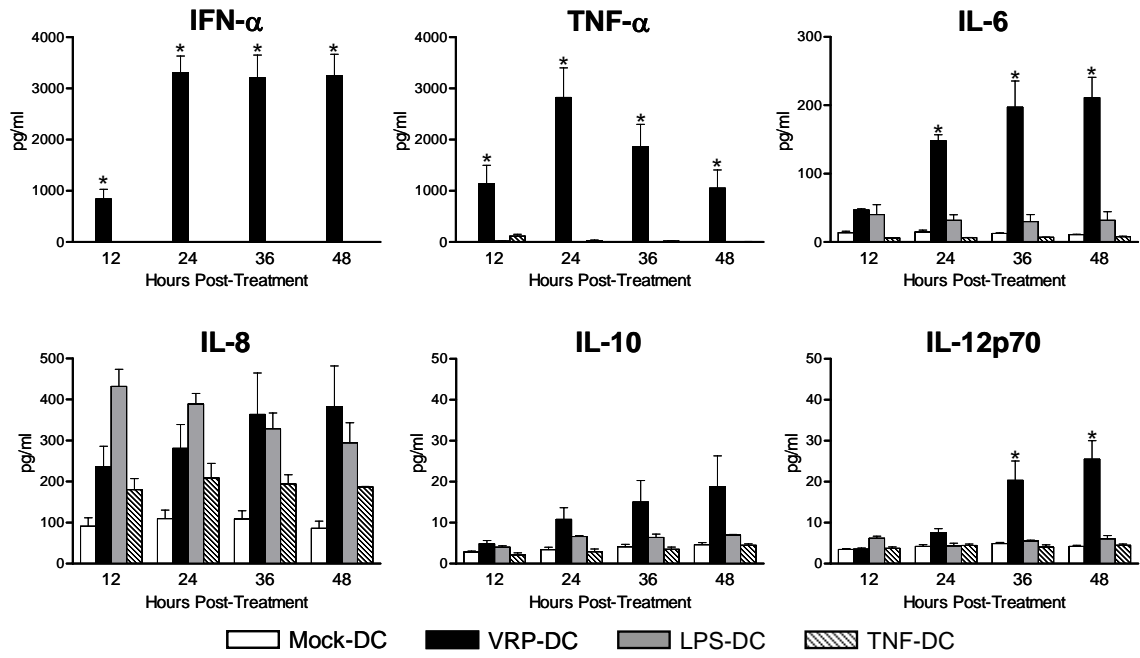 IFN-α
TNF-α
IL-6
4000
3000
2000
1000
0
pg/ml
* * * *
12 24 36 48
Hours Post-Treatment
4000
3000
2000
1000
0
pg/ml
* * * *
12 24 36 48
Hours Post-Treatment
300
200
100
0
pg/ml
* * *
12 24 36 48
Hours Post-Treatment
IL-8
IL-10
IL-12p70
500
400
300
200
100
0
pg/ml
12 24 36 48
Hours Post-Treatment
50
40
30
20
10
0
pg/ml
12 24 36 48
Hours Post-Treatment
50
40
30
20
10
0
pg/ml
* *
12 24 36 48
Hours Post-Treatment
Mock-DC VRP-DC LPS-DC TNF-DC